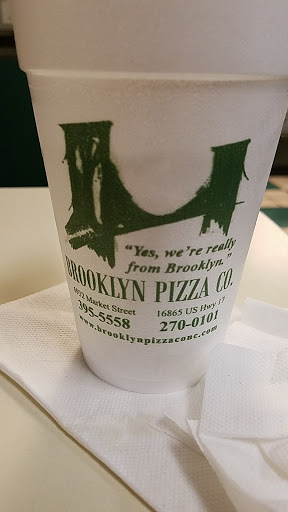 "Yes, we're really
from Brooklyn."
BROOKLYN PIZZA CO.
Market Street 16865 US Hwy 17
395-5558 270-0101
www.brooklynpizzaconc.com